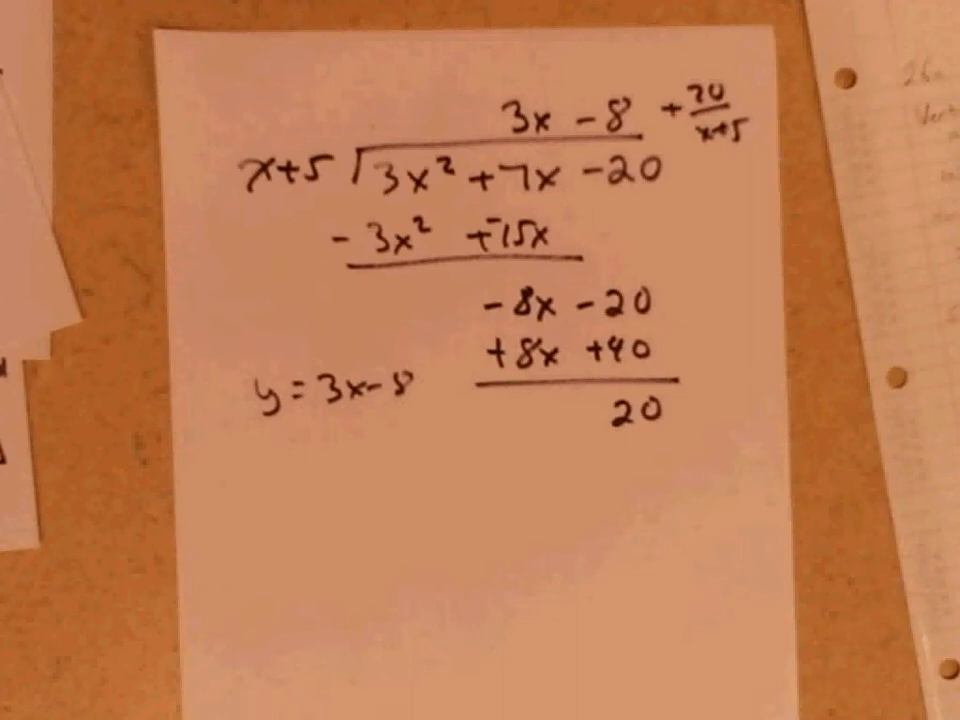 3x - 8 + 20/x+5
x+5 √3x² + 7x - 20
- 3x² +-15x
- 8x - 20
+ 8x + 40
y = 3x - 8
20